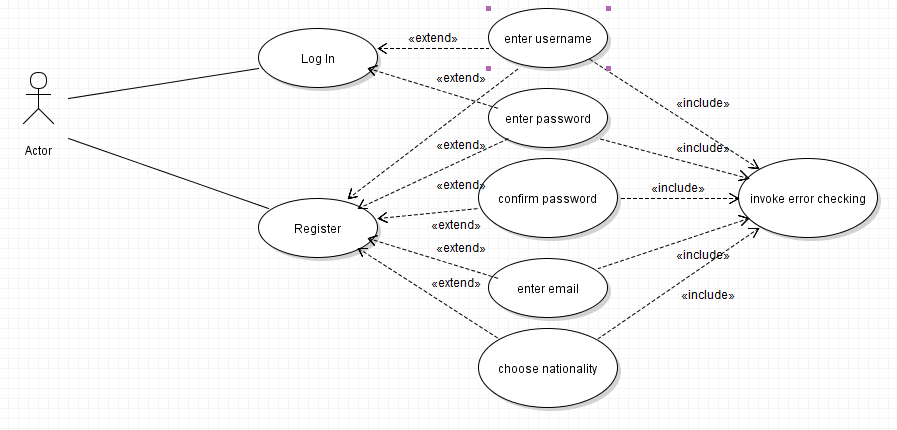 «extend»
enter username
Log In
«extend»
«include»
enter password
Actor
«extend»
«include»
«extend»
«include»
confirm password
invoke error checking
«extend»
Register
«extend»
«include»
enter email
«extend»
«include»
choose nationality